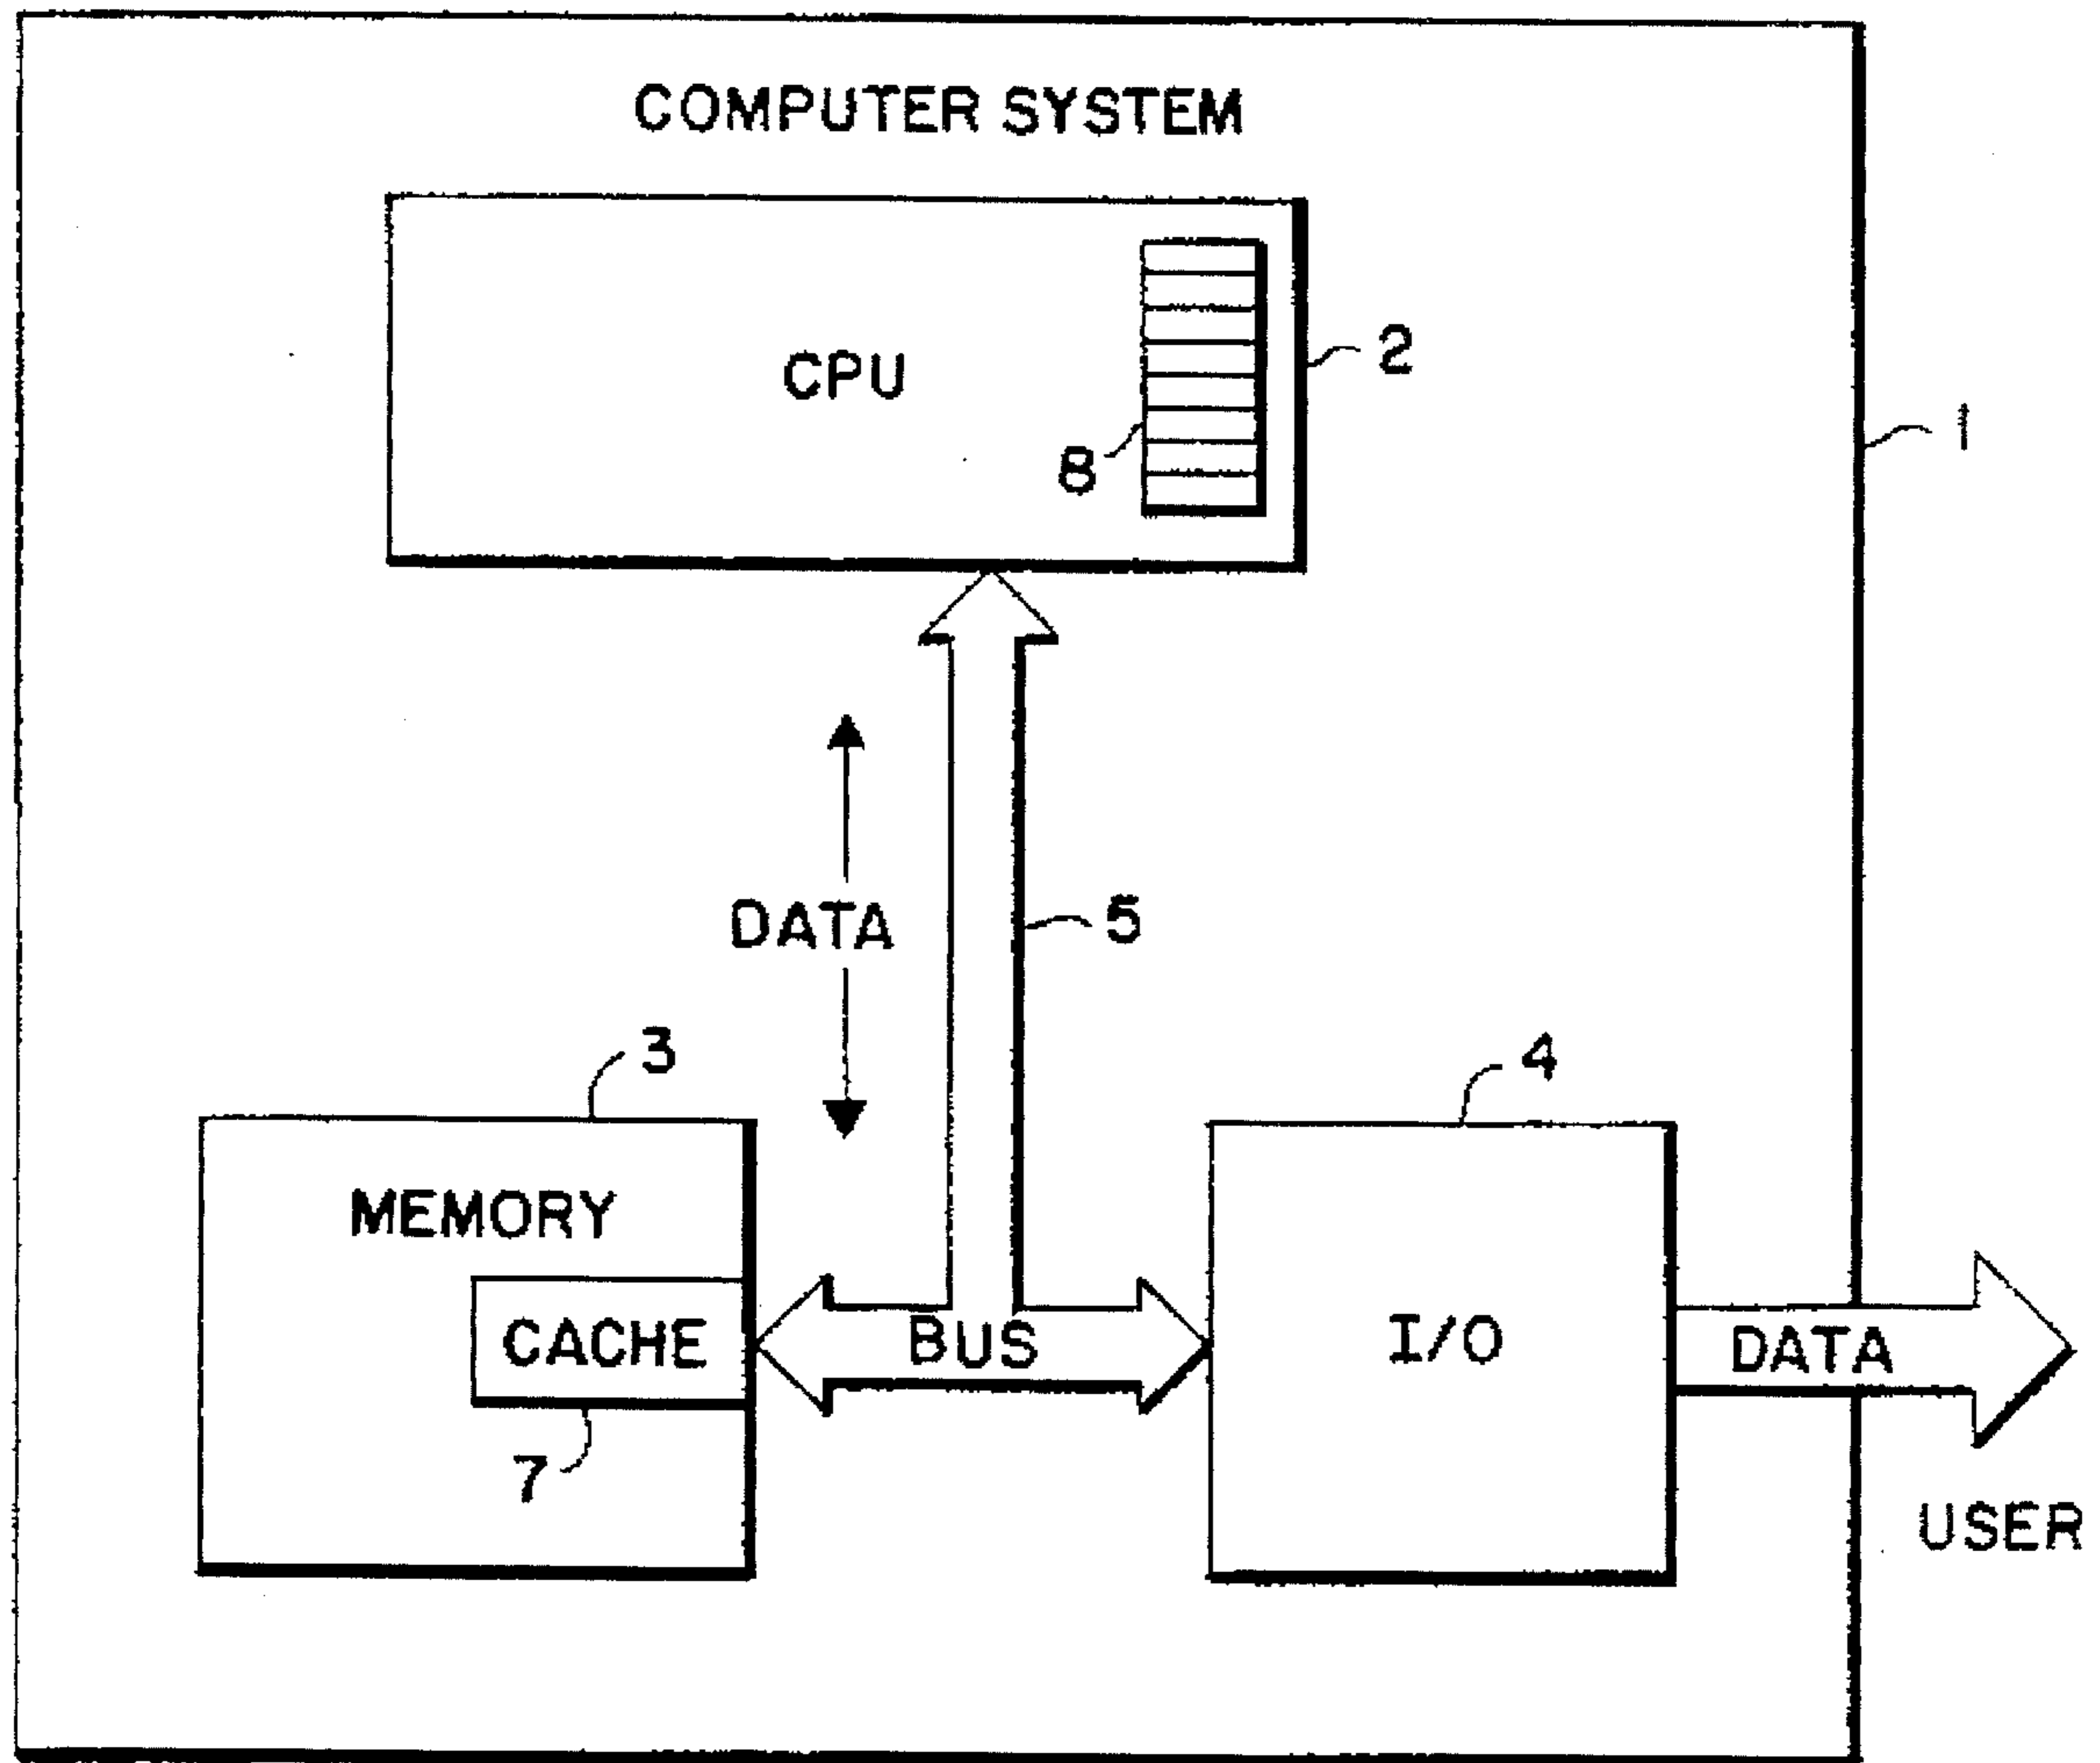 COMPUTER SYSTEM
CPU
2
8
1
DATA
5
3
4
MEMORY
CACHE
BUS
I/O
DATA
7
USER